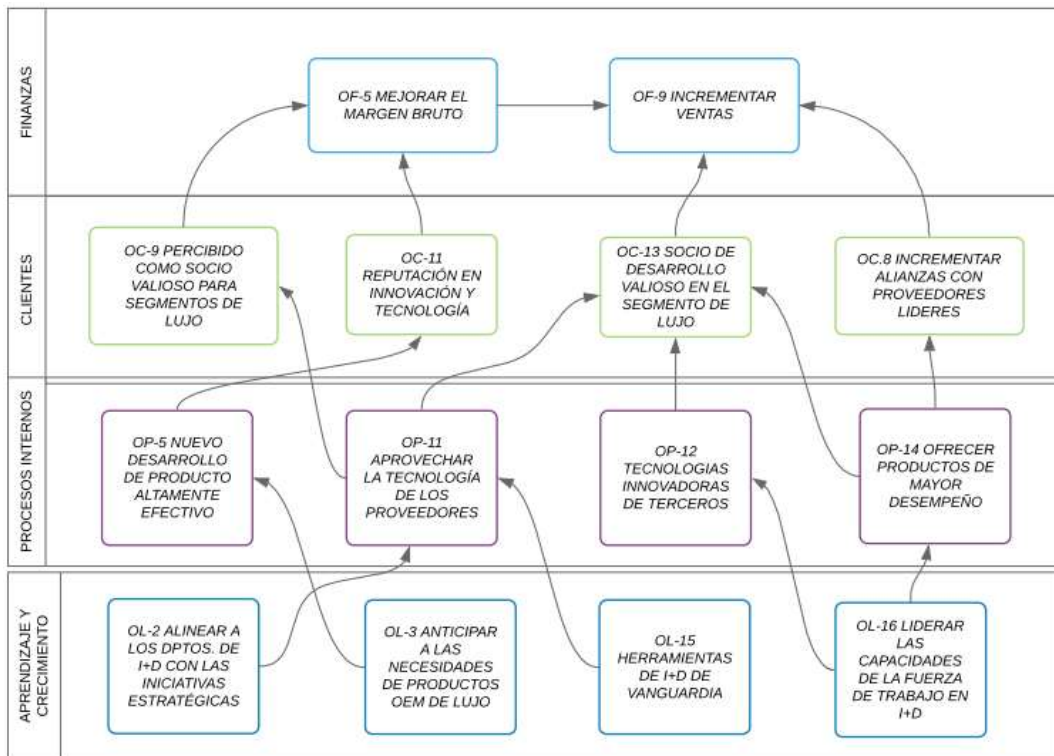 FINANZAS
OF-5 MEJORAR EL
MARGEN BRUTO
OF-9 INCREMENTAR
VENTAS
CLIENTES
OC-9 PERCIBIDO
COMO SOCIO
VALIOSO PARA
SEGMENTOS DE
LUJO
OC-11
REPUTACIÓN EN
INNOVACIÓN Y
TECNOLOGÍA
OC-13 SOCIO DE
DESARROLLO
VALIOSO EN EL
SEGMENTO DE
LUJO
OC.8 INCREMENTAR
ALIANZAS CON
PROVEEDORES
LIDERES
PROCESOS INTERNOS
OP-5 NUEVO
DESARROLLO
DE PRODUCTO
ALTAMENTE
EFECTIVO
OP-11
APROVECHAR
LA TECNOLOGÍA
DE LOS
PROVEEDORES
OP-12
TECNOLOGIAS
INNOVADORAS
DE TERCEROS
OP-14 OFRECER
PRODUCTOS DE
MAYOR
DESEMPEÑO
APRENDIZAJE Y
CRECIMIENTO
OL-2 ALINEAR A
LOS DPTOS. DE
I+D CON LAS
INICIATIVAS
ESTRATÉGICAS
OL-3 ANTICIPAR
A LAS
NECESIDADES
DE PRODUCTOS
OEM DE LUJO
OL-15
HERRAMIENTAS
DE I+D DE
VANGUARDIA
OL-16 LIDERAR
LAS
CAPACIDADES
DE LA FUERZA
DE TRABAJO EN
I+D